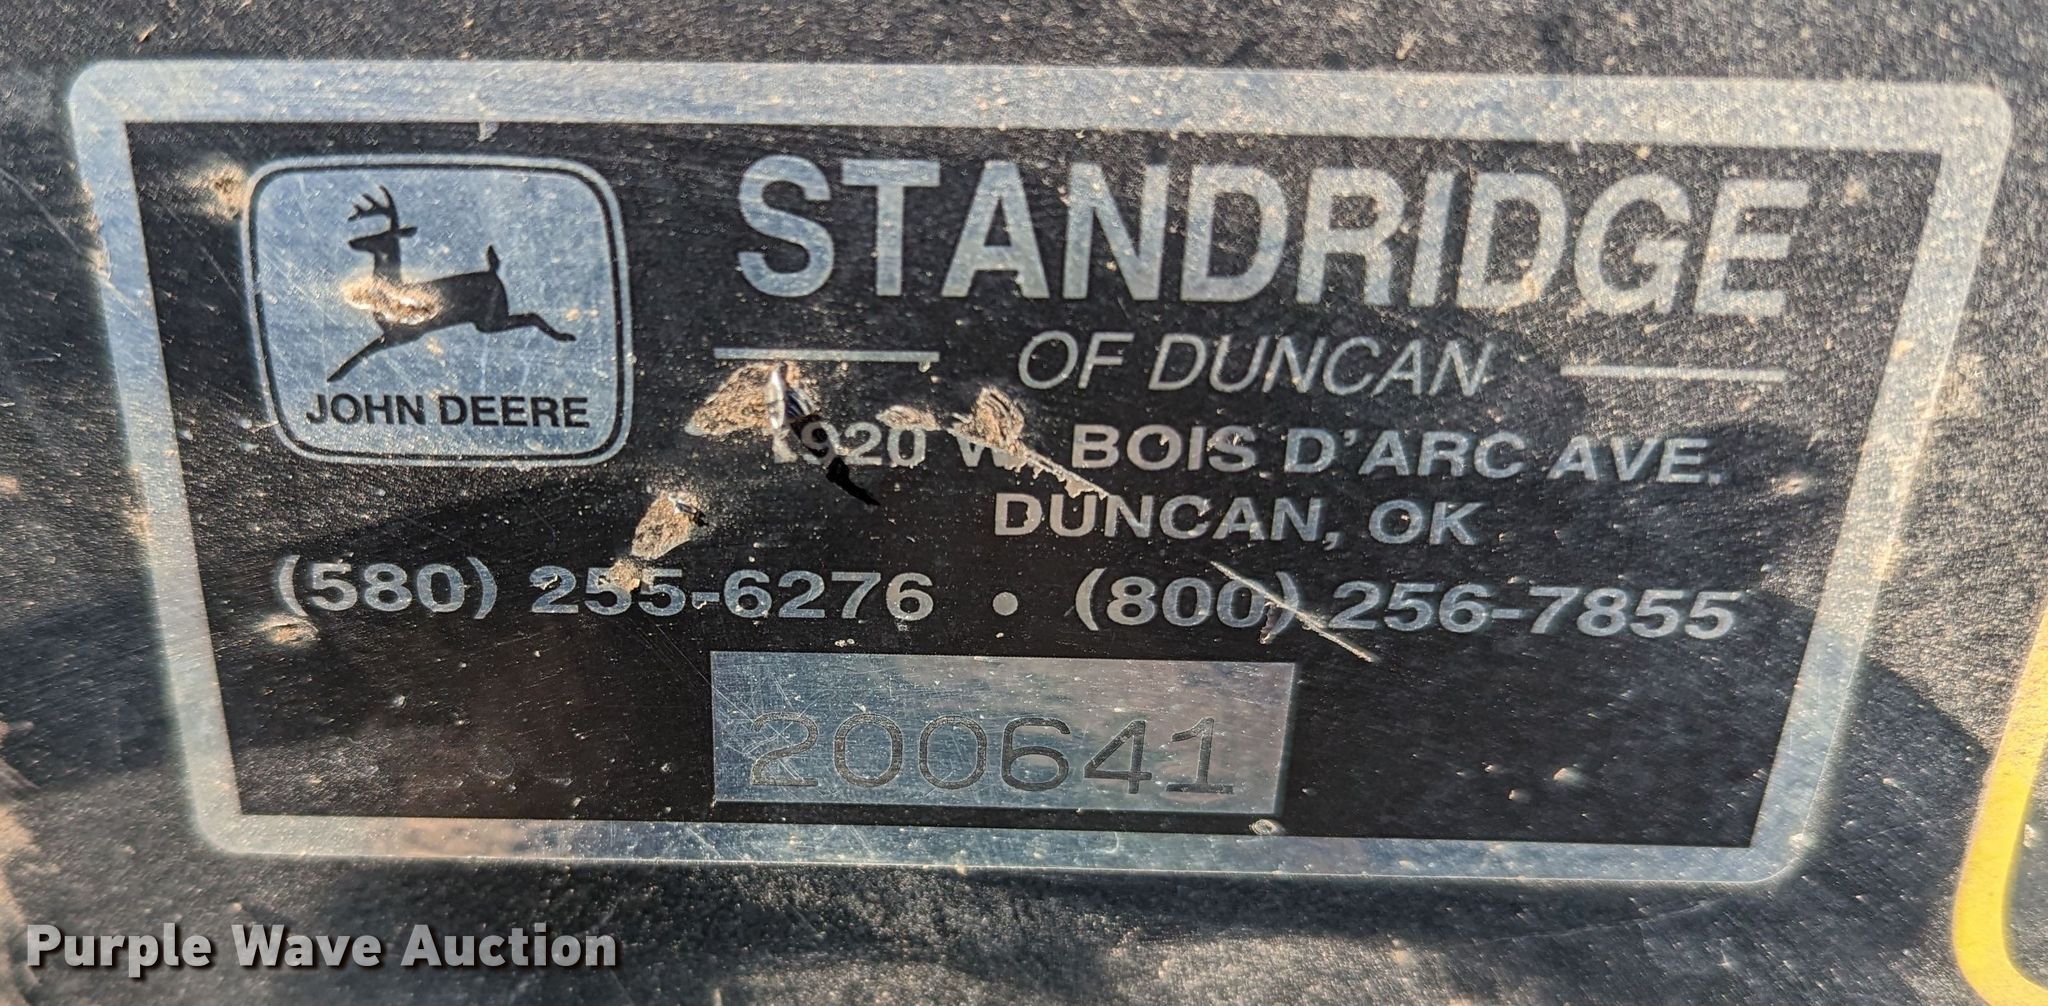 JOHN DEERE
STANDRIDGE
OF DUNCAN
1920 W. BOIS D'ARC AVE.
DUNCAN, OK
(580) 255-6276 • (800) 256-7855
200641
Purple Wave Auction